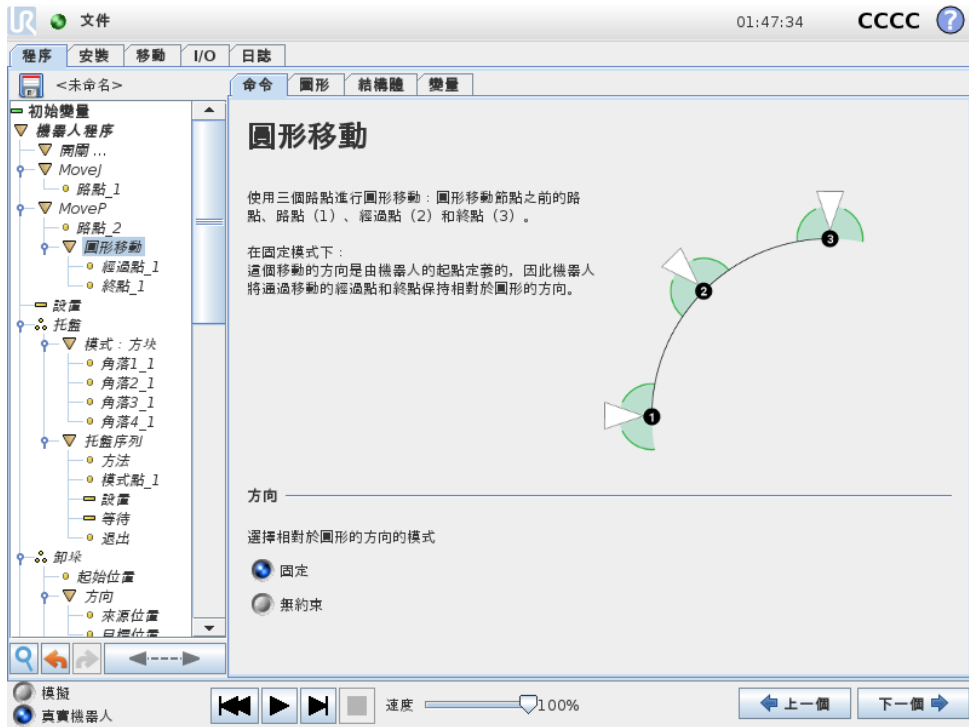 UR 文件 01:47:34 CCCC ?
程序 安裝 移動 I/O 日誌
<未命名>
命令 圖形 結構體 變量
初始變量
機器人程序
開闢 ...
MoveJ
路點_1
MoveP
路點_2
圓形移動
經過點_1
終點_1
設置
托盤
模式：方块
角落1_1
角落2_1
角落3_1
角落4_1
托盤序列
方法
模式點_1
設置
等待
退出
卸垛
起始位置
方向
來源位置
目標位置
圓形移動
使用三個路點進行圓形移動：圓形移動節點之前的路
點、路點（1）、經過點（2）和終點（3）。
在固定模式下：
這個移動的方向是由機器人的起點定義的，因此機器人
將通過移動的經過點和終點保持相對於圓形的方向。
3
2
1
方向
選擇相對於圓形的方向的模式
固定
無約束
模擬
真實機器人
速度 100%
上一個 下一個